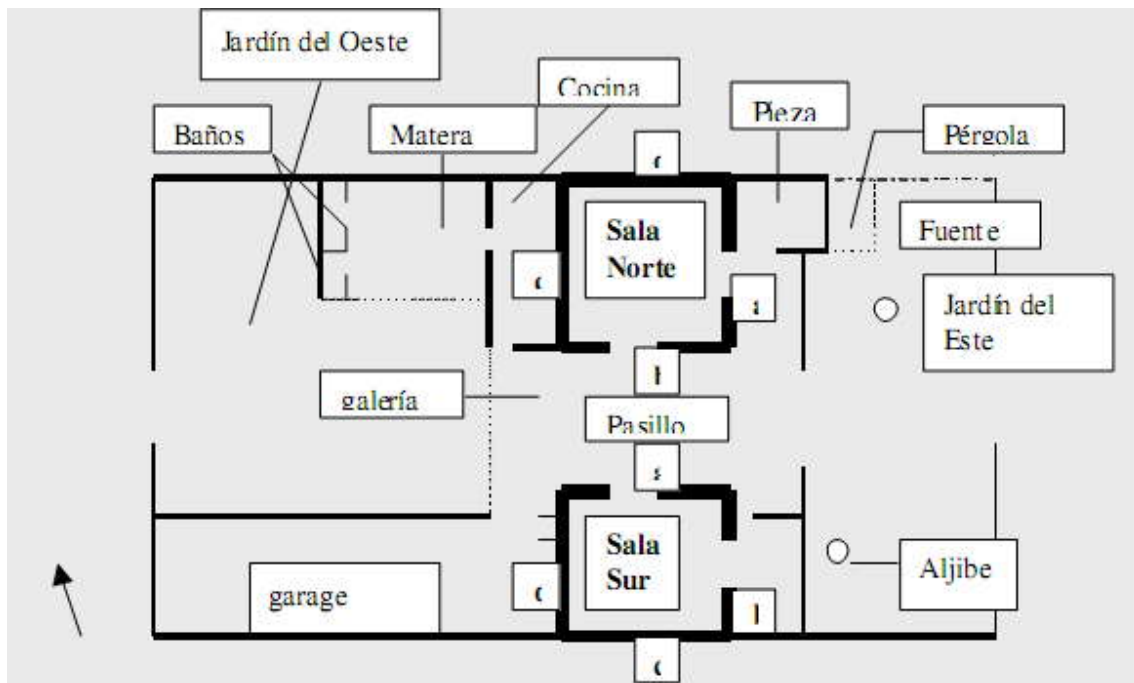 Jardín del Oeste
Cocina
Pieza
Baños
Matera
Pérgola
Sala
Norte
Fuente
Jardín del
Este
galería
Pasillo
Sala
Sur
Aljibe
garage